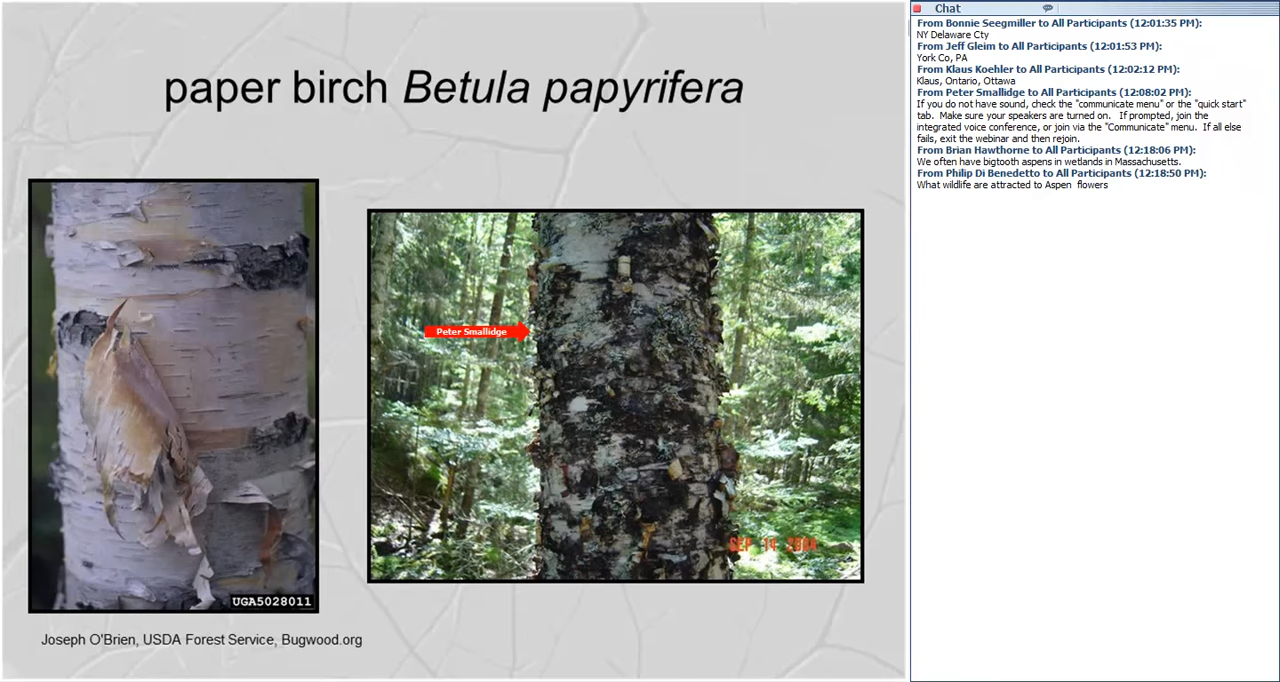 paper birch Betula papyrifera
Peter Smallidge
SEP 14
UGA5028011
Joseph O'Brien, USDA Forest Service, Bugwood.org
Chat
From Bonnie Seegmiller to All Participants (12:01:35 PM):
NY Delaware Cty
From Jeff Gleim to All Participants (12:01:53 PM):
York Co, PA
From Klaus Koehler to All Participants (12:02:12 PM):
Klaus, Ontario, Ottawa
From Peter Smallidge to All Participants (12:08:02 PM):
If you do not have sound, check the "communicate menu" or the "quick start"
tab. Make sure your speakers are turned on. If prompted, join the
integrated voice conference, or join via the "Communicate" menu. If all else
fails, exit the webinar and then rejoin.
From Brian Hawthorne to All Participants (12:18:06 PM):
We often have bigtooth aspens in wetlands in Massachusetts.
From Philip Di Benedetto to All Participants (12:18:50 PM):
What wildlife are attracted to Aspen flowers